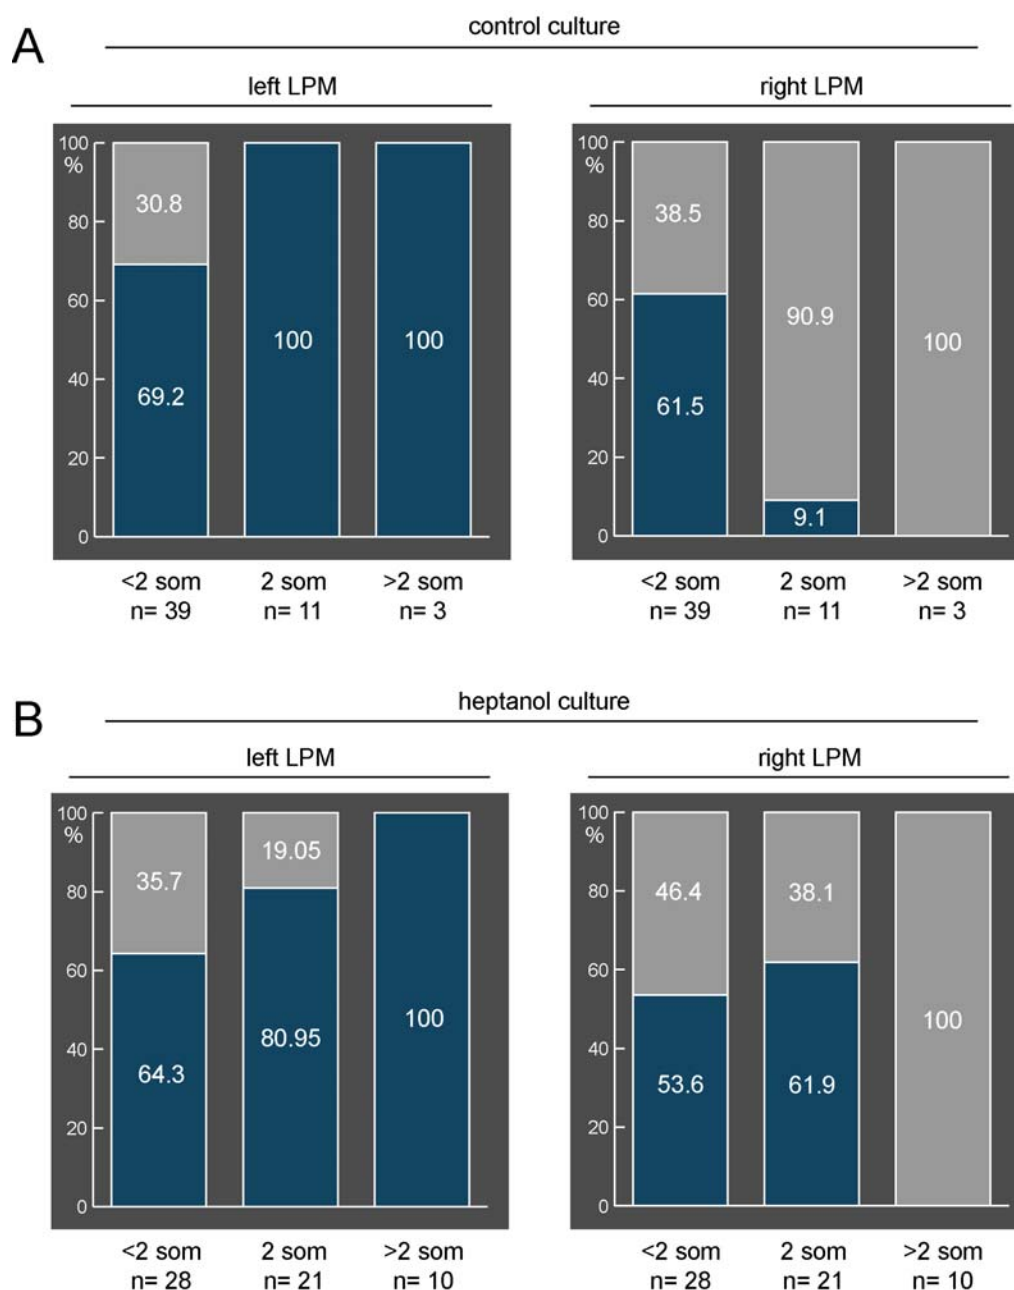 A
control culture
left LPM
right LPM
100
%
80
60
40
20
0
30.8
69.2
100
100
<2 som
n= 39
2 som
n= 11
>2 som
n= 3
100
%
80
60
40
20
0
38.5
61.5
90.9
9.1
100
<2 som
n= 39
2 som
n= 11
>2 som
n= 3
B
heptanol culture
left LPM
right LPM
100
%
80
60
40
20
0
35.7
64.3
19.05
80.95
100
<2 som
n= 28
2 som
n= 21
>2 som
n= 10
100
%
80
60
40
20
0
46.4
53.6
38.1
61.9
100
<2 som
n= 28
2 som
n= 21
>2 som
n= 10